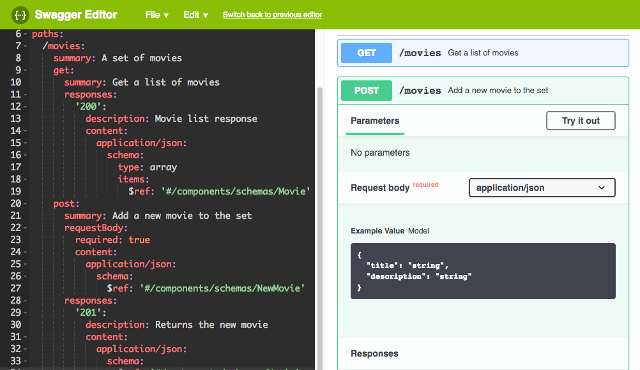 Swagger Editor File ▾ Edit ▾ Switch back to previous editor
6 paths:
7 /movies:
8 summary: A set of movies
9 get:
10 summary: Get a list of movies
11 responses:
12 '200':
13 description: Movie list response
14 content:
15 application/json:
16 schema:
17 type: array
18 items:
19 $ref: '#/components/schemas/Movie'
20 post:
21 summary: Add a new movie to the set
22 requestBody:
23 required: true
24 content:
25 application/json:
26 schema:
27 $ref: '#/components/schemas/NewMovie'
28 responses:
29 '201':
30 description: Returns the new movie
31 content:
32 application/json:
33 schema:
GET /movies Get a list of movies
POST /movies Add a new movie to the set
Parameters Try it out
No parameters
Request body required application/json
Example Value Model
{
"title": "string",
"description": "string"
}
Responses